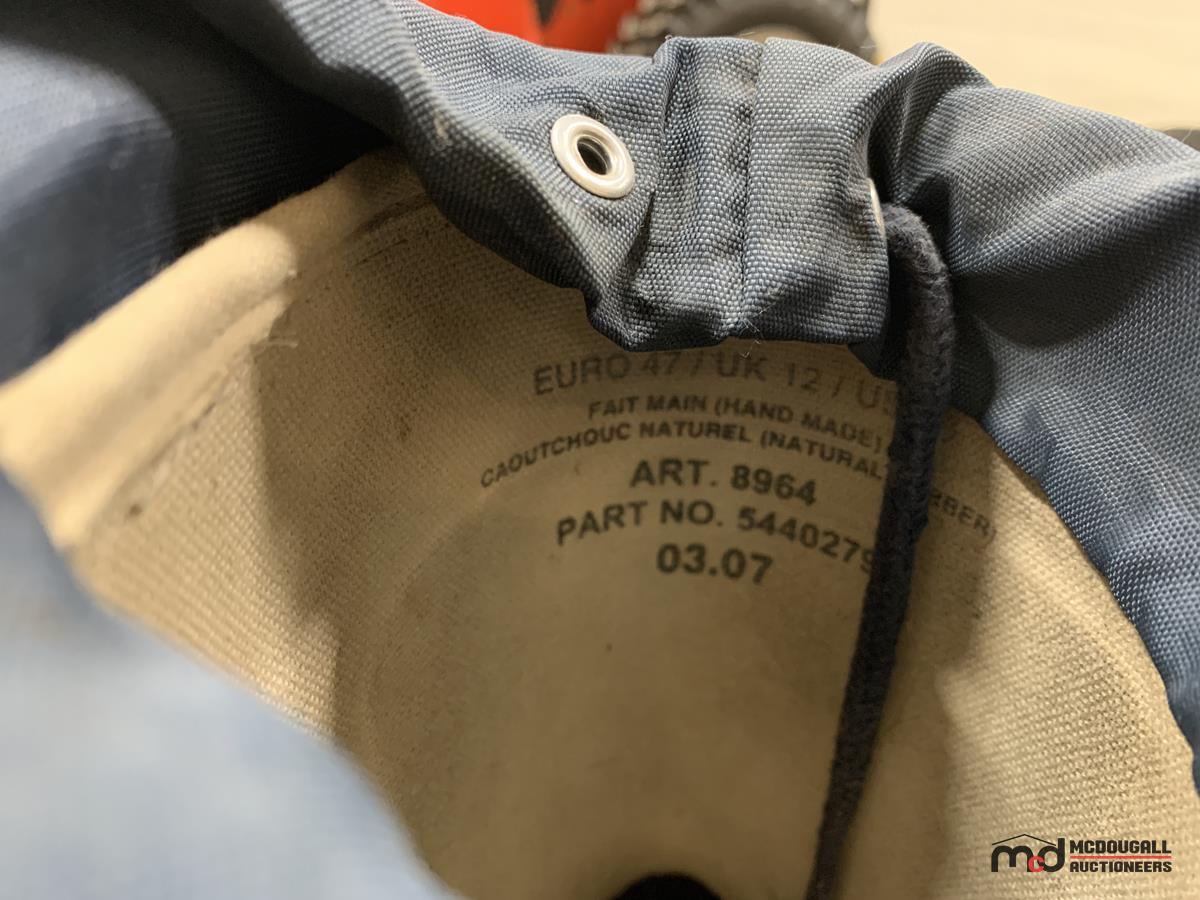 EURO 47 / UK 12 / US
FAIT MAIN (HAND MADE)
CAOUTCHOUC NATUREL (NATURAL
ART. 8964
PART NO. 5440279
03.07
mcd MCDOUGALL
AUCTIONEERS